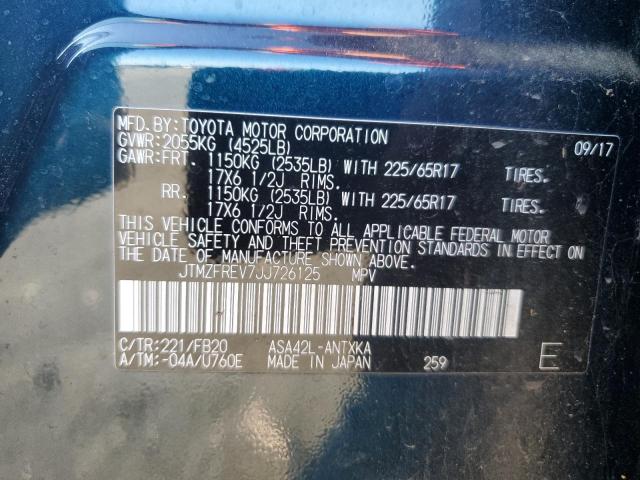 MFD.BY:TOYOTA MOTOR CORPORATION 09/17
GVWR:2055KG (4525LB)
GAWR:FRT. 1150KG (2535LB) WITH 225/65R17 TIRES.
17X6 1/2J RIMS.
RR. 1150KG (2535LB) WITH 225/65R17 TIRES.
17X6 1/2J RIMS.
THIS VEHICLE CONFORMS TO ALL APPLICABLE FEDERAL MOTOR
VEHICLE SAFETY AND THEFT PREVENTION STANDARDS IN EFFECT ON
THE DATE OF MANUFACTURE SHOWN ABOVE.
JTMZFREV7JJ726125 MPV
C/TR:221/FB20 ASA42L-ANTXKA
A/TM:-04A/U760E MADE IN JAPAN 259 E